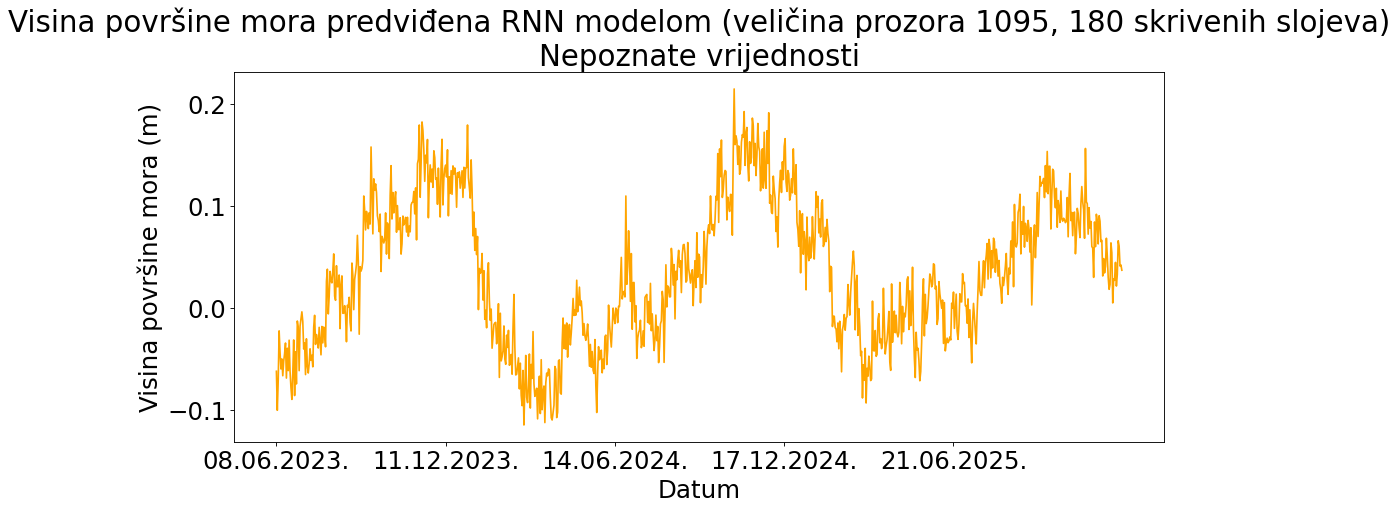 Visina površine mora predviđena RNN modelom (veličina prozora 1095, 180 skrivenih slojeva)
Nepoznate vrijednosti
Visina površine mora (m)
0.2
0.1
0.0
−0.1
08.06.2023. 11.12.2023. 14.06.2024. 17.12.2024. 21.06.2025.
Datum